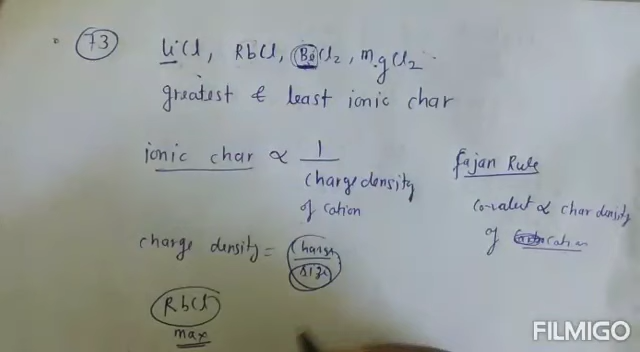 73
LiCl, RbCl, BeCl2, MgCl2
greatest & least ionic char
ionic char ∝ 1
charge density
of cation
Fajan Rule
covalent ∝ char density
of cation
charge density = Charge
size
RbCl
max
FILMIGO